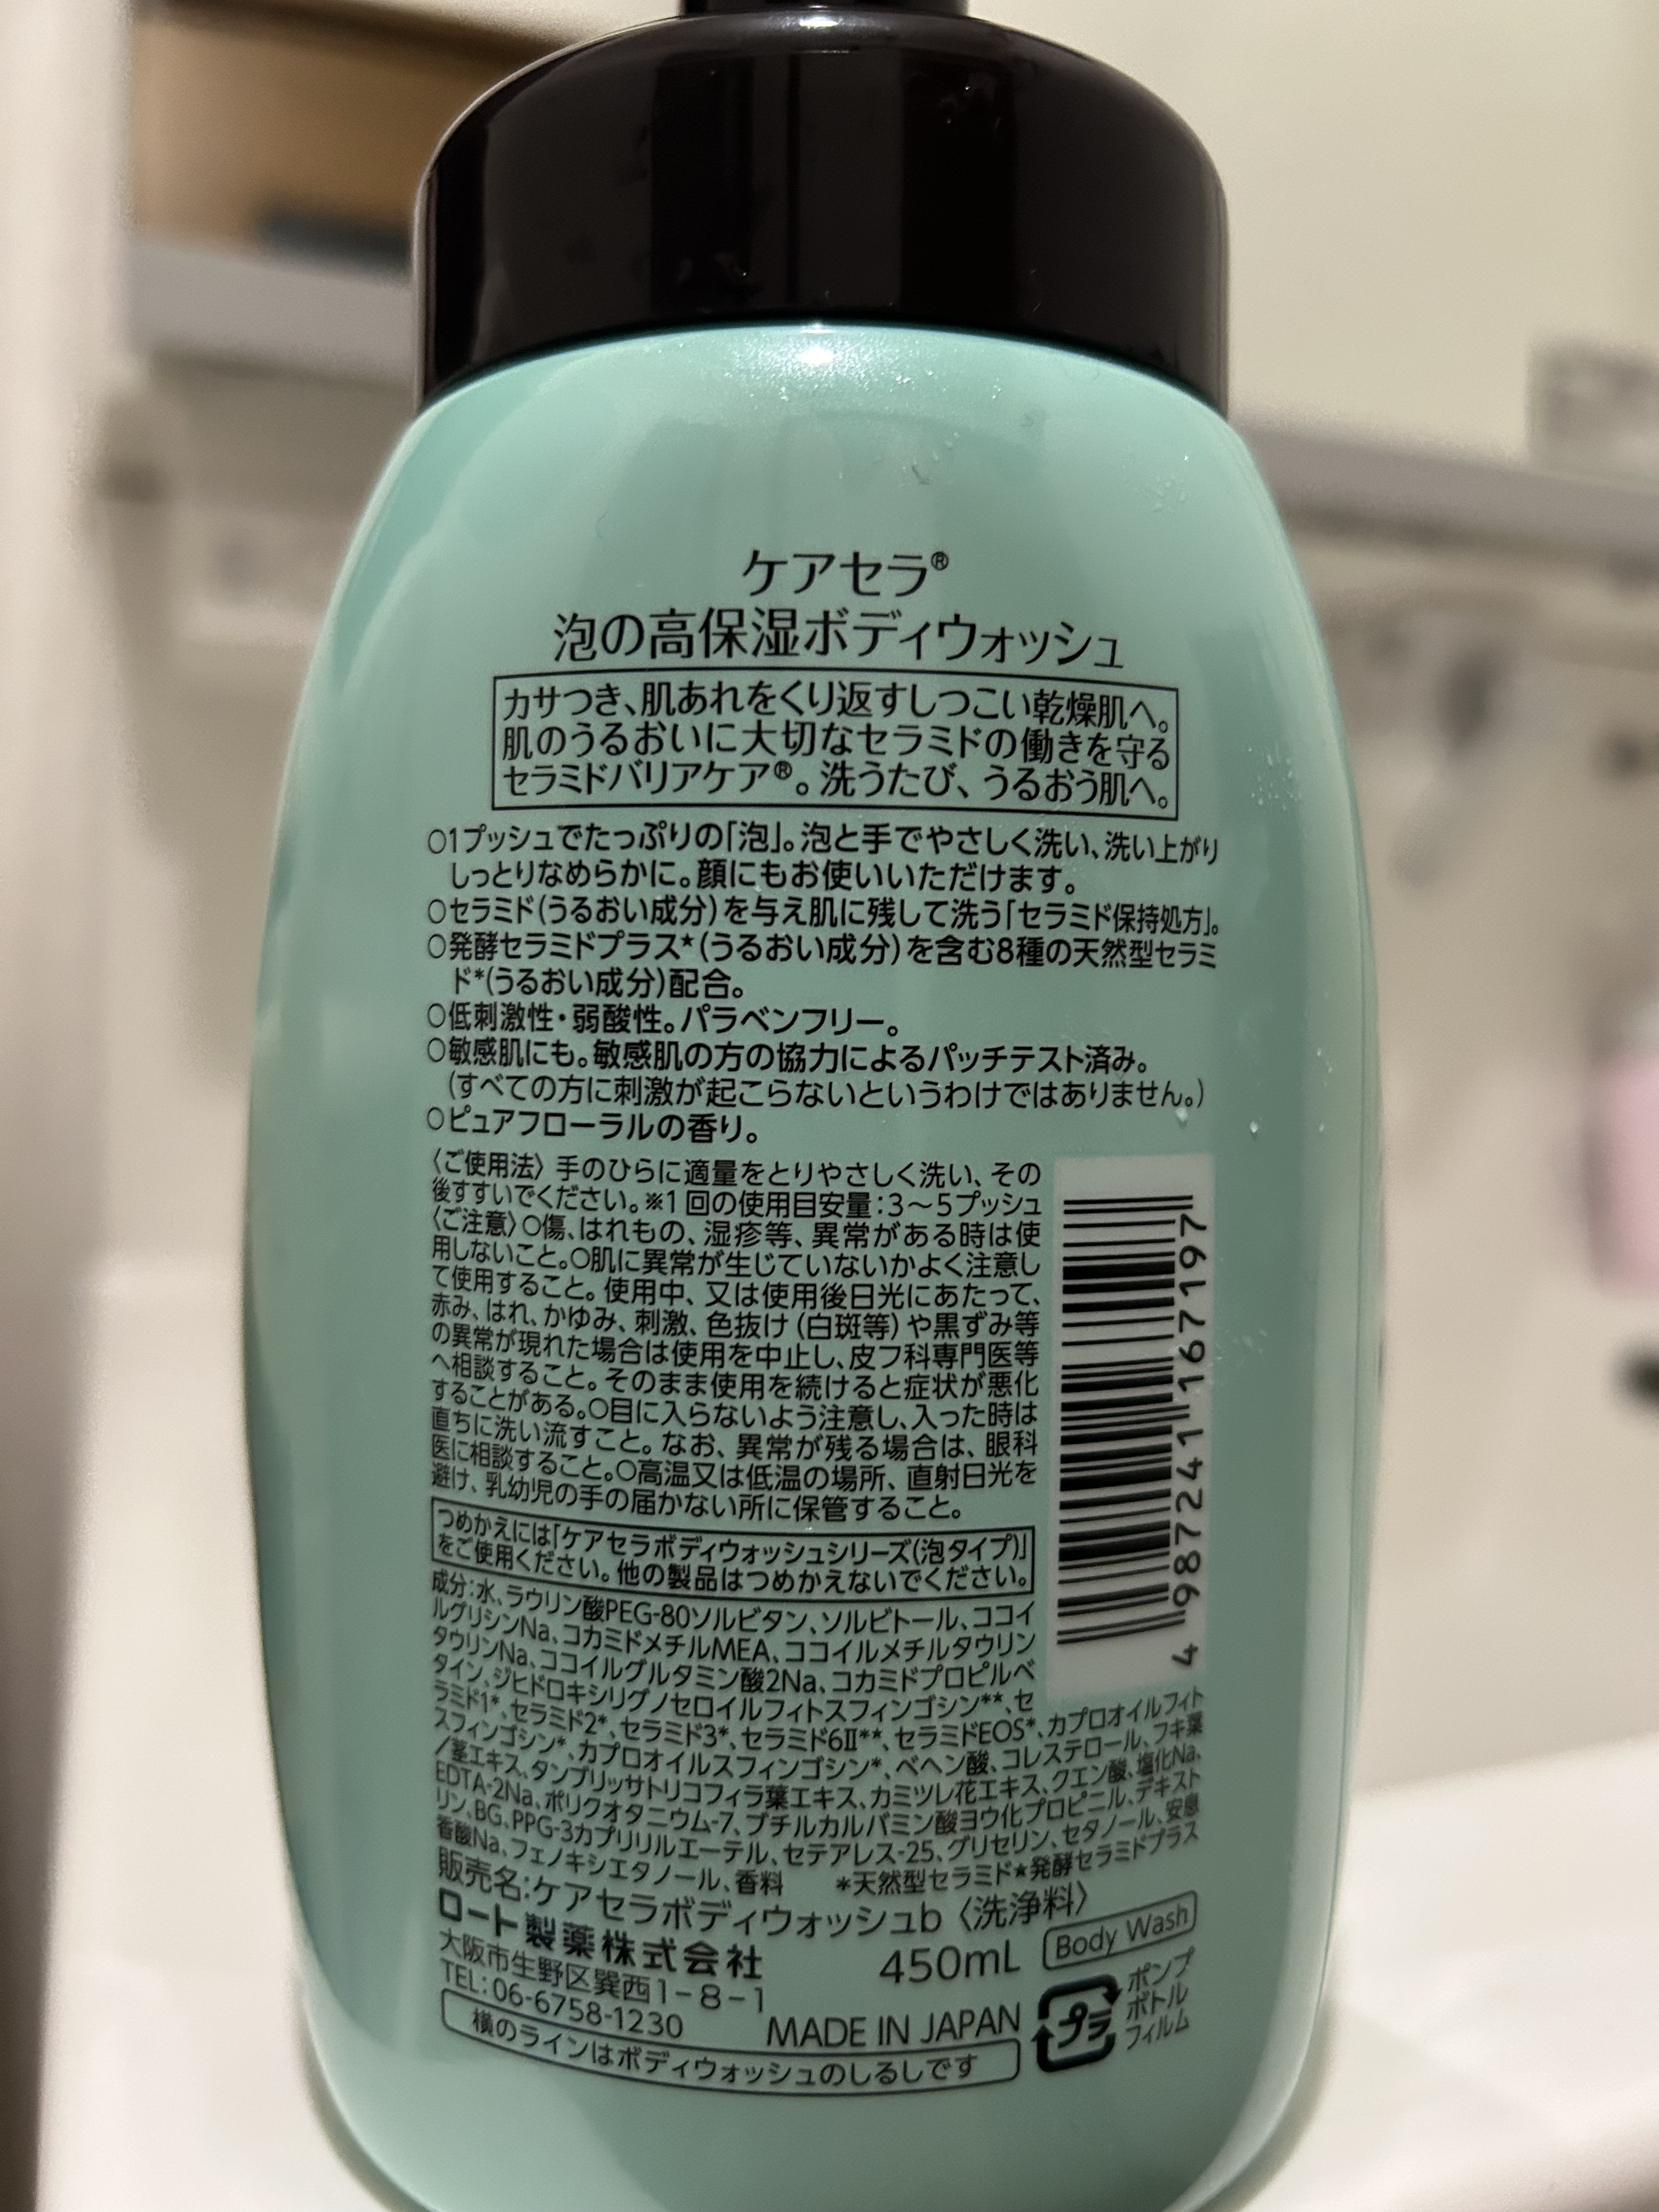 ケアセラ®
泡の高保湿ボディウォッシュ
カサつき、肌あれをくり返すしつこい乾燥肌へ。
肌のうるおいに大切なセラミドの働きを守る
セラミドバリアケア®。洗うたび、うるおう肌へ。
○1プッシュでたっぷりの「泡」。泡と手でやさしく洗い、洗い上がり
しっとりなめらかに。顔にもお使いいただけます。
○セラミド(うるおい成分)を与え肌に残して洗う「セラミド保持処方」。
○発酵セラミドプラス★(うるおい成分)を含む8種の天然型セラミ
ド*(うるおい成分)配合。
○低刺激性・弱酸性。パラベンフリー。
○敏感肌にも。敏感肌の方の協力によるパッチテスト済み。
(すべての方に刺激が起こらないというわけではありません。)
○ピュアフローラルの香り。
〈ご使用法〉手のひらに適量をとりやさしく洗い、その
後すすいでください。※1回の使用目安量:3～5プッシュ
〈ご注意〉○傷、はれもの、湿疹等、異常がある時は使
用しないこと。○肌に異常が生じていないかよく注意し
て使用すること。使用中、又は使用後日光にあたって、
赤み、はれ、かゆみ、刺激、色抜け(白斑等)や黒ずみ等
の異常が現れた場合は使用を中止し、皮フ科専門医等
へ相談すること。そのまま使用を続けると症状が悪化
することがある。○目に入らないよう注意し、入った時は
直ちに洗い流すこと。なお、異常が残る場合は、眼科
医に相談すること。○高温又は低温の場所、直射日光を
避け、乳幼児の手の届かない所に保管すること。
4 987241 167197
つめかえには「ケアセラボディウォッシュシリーズ(泡タイプ)」
をご使用ください。他の製品はつめかえないでください。
成分:水、ラウリン酸PEG-80ソルビタン、ソルビトール、ココイ
ルグリシンNa、コカミドメチルMEA、ココイルメチルタウリン
タウリンNa、ココイルグルタミン酸2Na、コカミドプロピルベ
タイン、ジヒドロキシリグノセロイルフィトスフィンゴシン**、セ
ラミド1*、セラミド2*、セラミド3*、セラミド6Ⅱ**、セラミドEOS*、カプロオイルフィト
スフィンゴシン*、カプロオイルスフィンゴシン*、ベヘン酸、コレステロール、フキ葉
/茎エキス、タンブリッサトリコフィラ葉エキス、カミツレ花エキス、クエン酸、塩化Na、
EDTA-2Na、ポリクオタニウム-7、ブチルカルバミン酸ヨウ化プロピニル、デキスト
リン、BG、PPG-3カプリリルエーテル、セテアレス-25、グリセリン、セタノール、安息
香酸Na、フェノキシエタノール、香料 *天然型セラミド★発酵セラミドプラス
販売名:ケアセラボディウォッシュb〈洗浄料〉
ロート製薬株式会社
大阪市生野区巽西1-8-1
TEL:06-6758-1230
450mL
Body Wash
MADE IN JAPAN
プラ
ポンプ
ボトル
フィルム
横のラインはボディウォッシュのしるしです